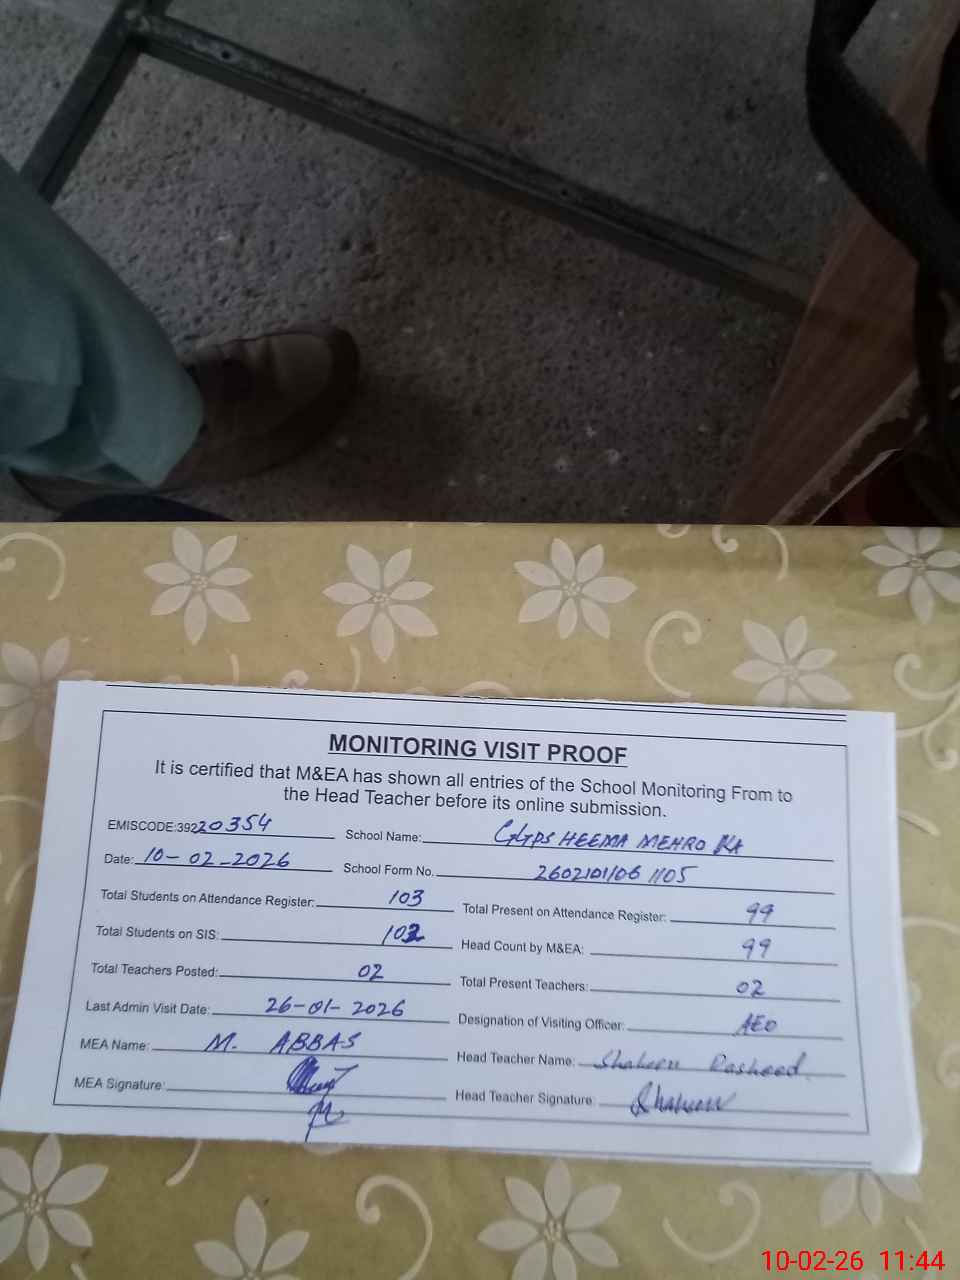 MONITORING VISIT PROOF
It is certified that M&EA has shown all entries of the School Monitoring From to
the Head Teacher before its online submission.
EMISCODE:39220354 School Name: GGPS HEEMA MEHRO KA
Date: 10-02-2026 School Form No. 2602101106 1105
Total Students on Attendance Register: 103 Total Present on Attendance Register: 99
Total Students on SIS: 102 Head Count by M&EA: 99
Total Teachers Posted: 02 Total Present Teachers: 02
Last Admin Visit Date: 26-01-2026 Designation of Visiting Officer: AEO
MEA Name: M. ABBAS Head Teacher Name: Shaheen Rasheed
MEA Signature: Head Teacher Signature: Shaheen
10-02-26 11:44